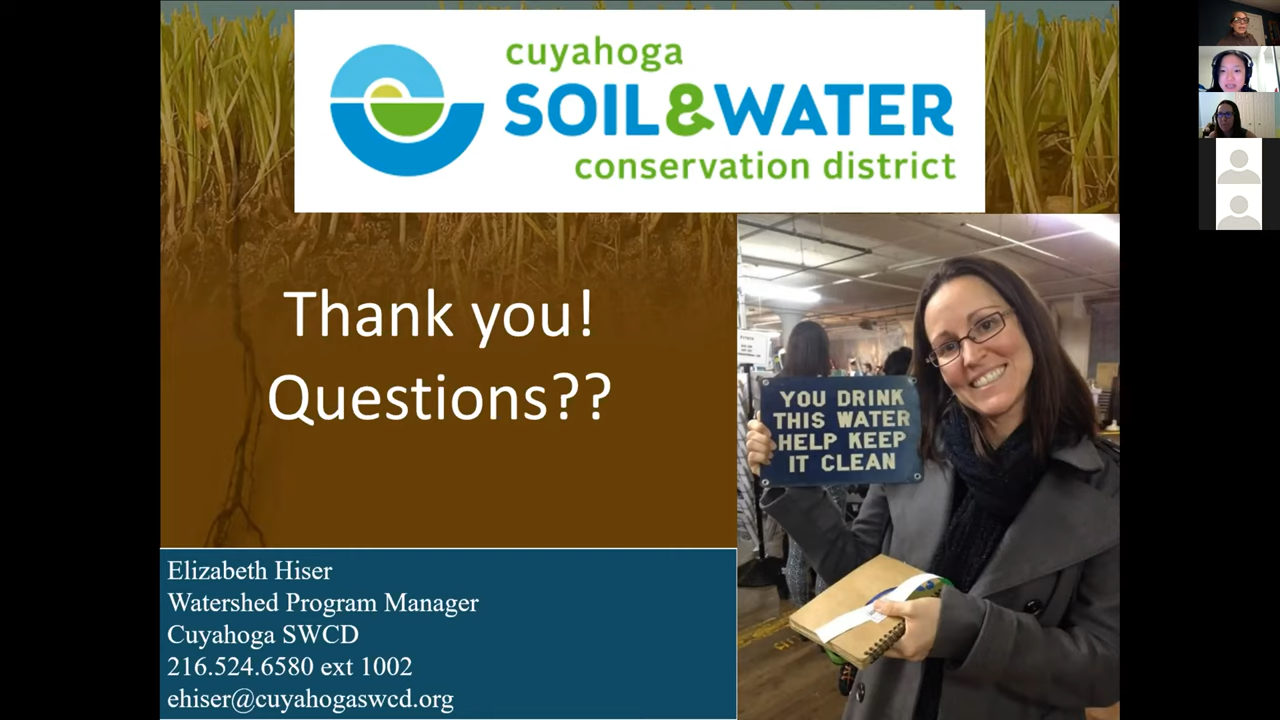 cuyahoga
SOIL&WATER
conservation district
Thank you!
Questions??
YOU DRINK
THIS WATER
HELP KEEP
IT CLEAN
Elizabeth Hiser
Watershed Program Manager
Cuyahoga SWCD
216.524.6580 ext 1002
ehiser@cuyahogaswcd.org